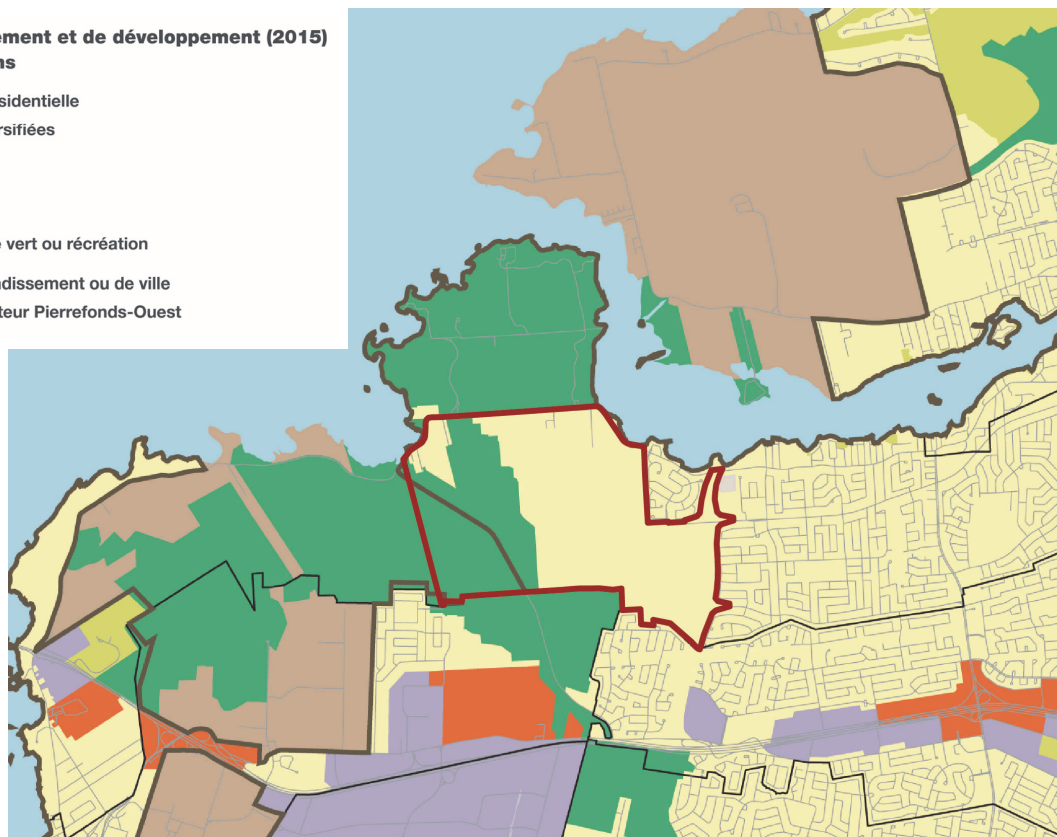 ement et de développement (2015)
ns
sidentielle
rsifiées
e vert ou récréation
ndissement ou de ville
teur Pierrefonds-Ouest